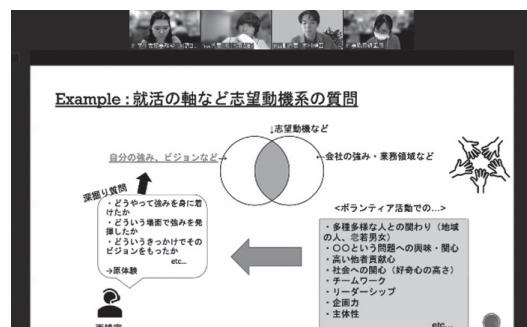 Example : 就活の軸など志望動機系の質問
↓志望動機など
自分の強み、ビジョンなど→
←会社の強み・業務領域など
深掘り質問
・どうやって強みを身に着
けたか
・どういう場面で強みを発
揮したか
・どういうきっかけでその
ビジョンをもったか
etc...
→原体験
<ボランティア活動での…>
・多種多様な人との関わり（地域
の人、老若男女）
・〇〇という問題への興味・関心
・高い他者貢献心
・社会への関心（好奇心の高さ）
・チームワーク
・リーダーシップ
・企画力
・主体性
etc...